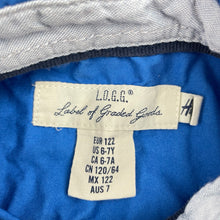 L.O.G.G.®
Label of Graded Goods.
EUR 122
US 6-7Y
CA 6-7A
CN 120/64
MX 122
AUS 7